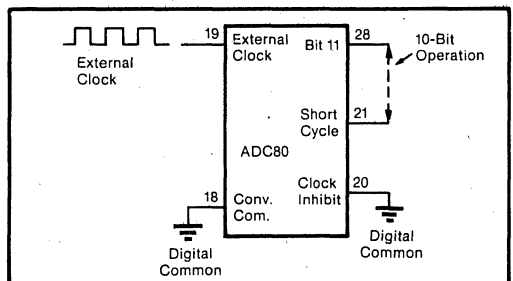 19
External
Clock
Bit 11
28
10-Bit
Operation
External
Clock
Short
Cycle
21
ADC80
18
Conv.
Com.
Clock
Inhibit
20
Digital
Common
Digital
Common